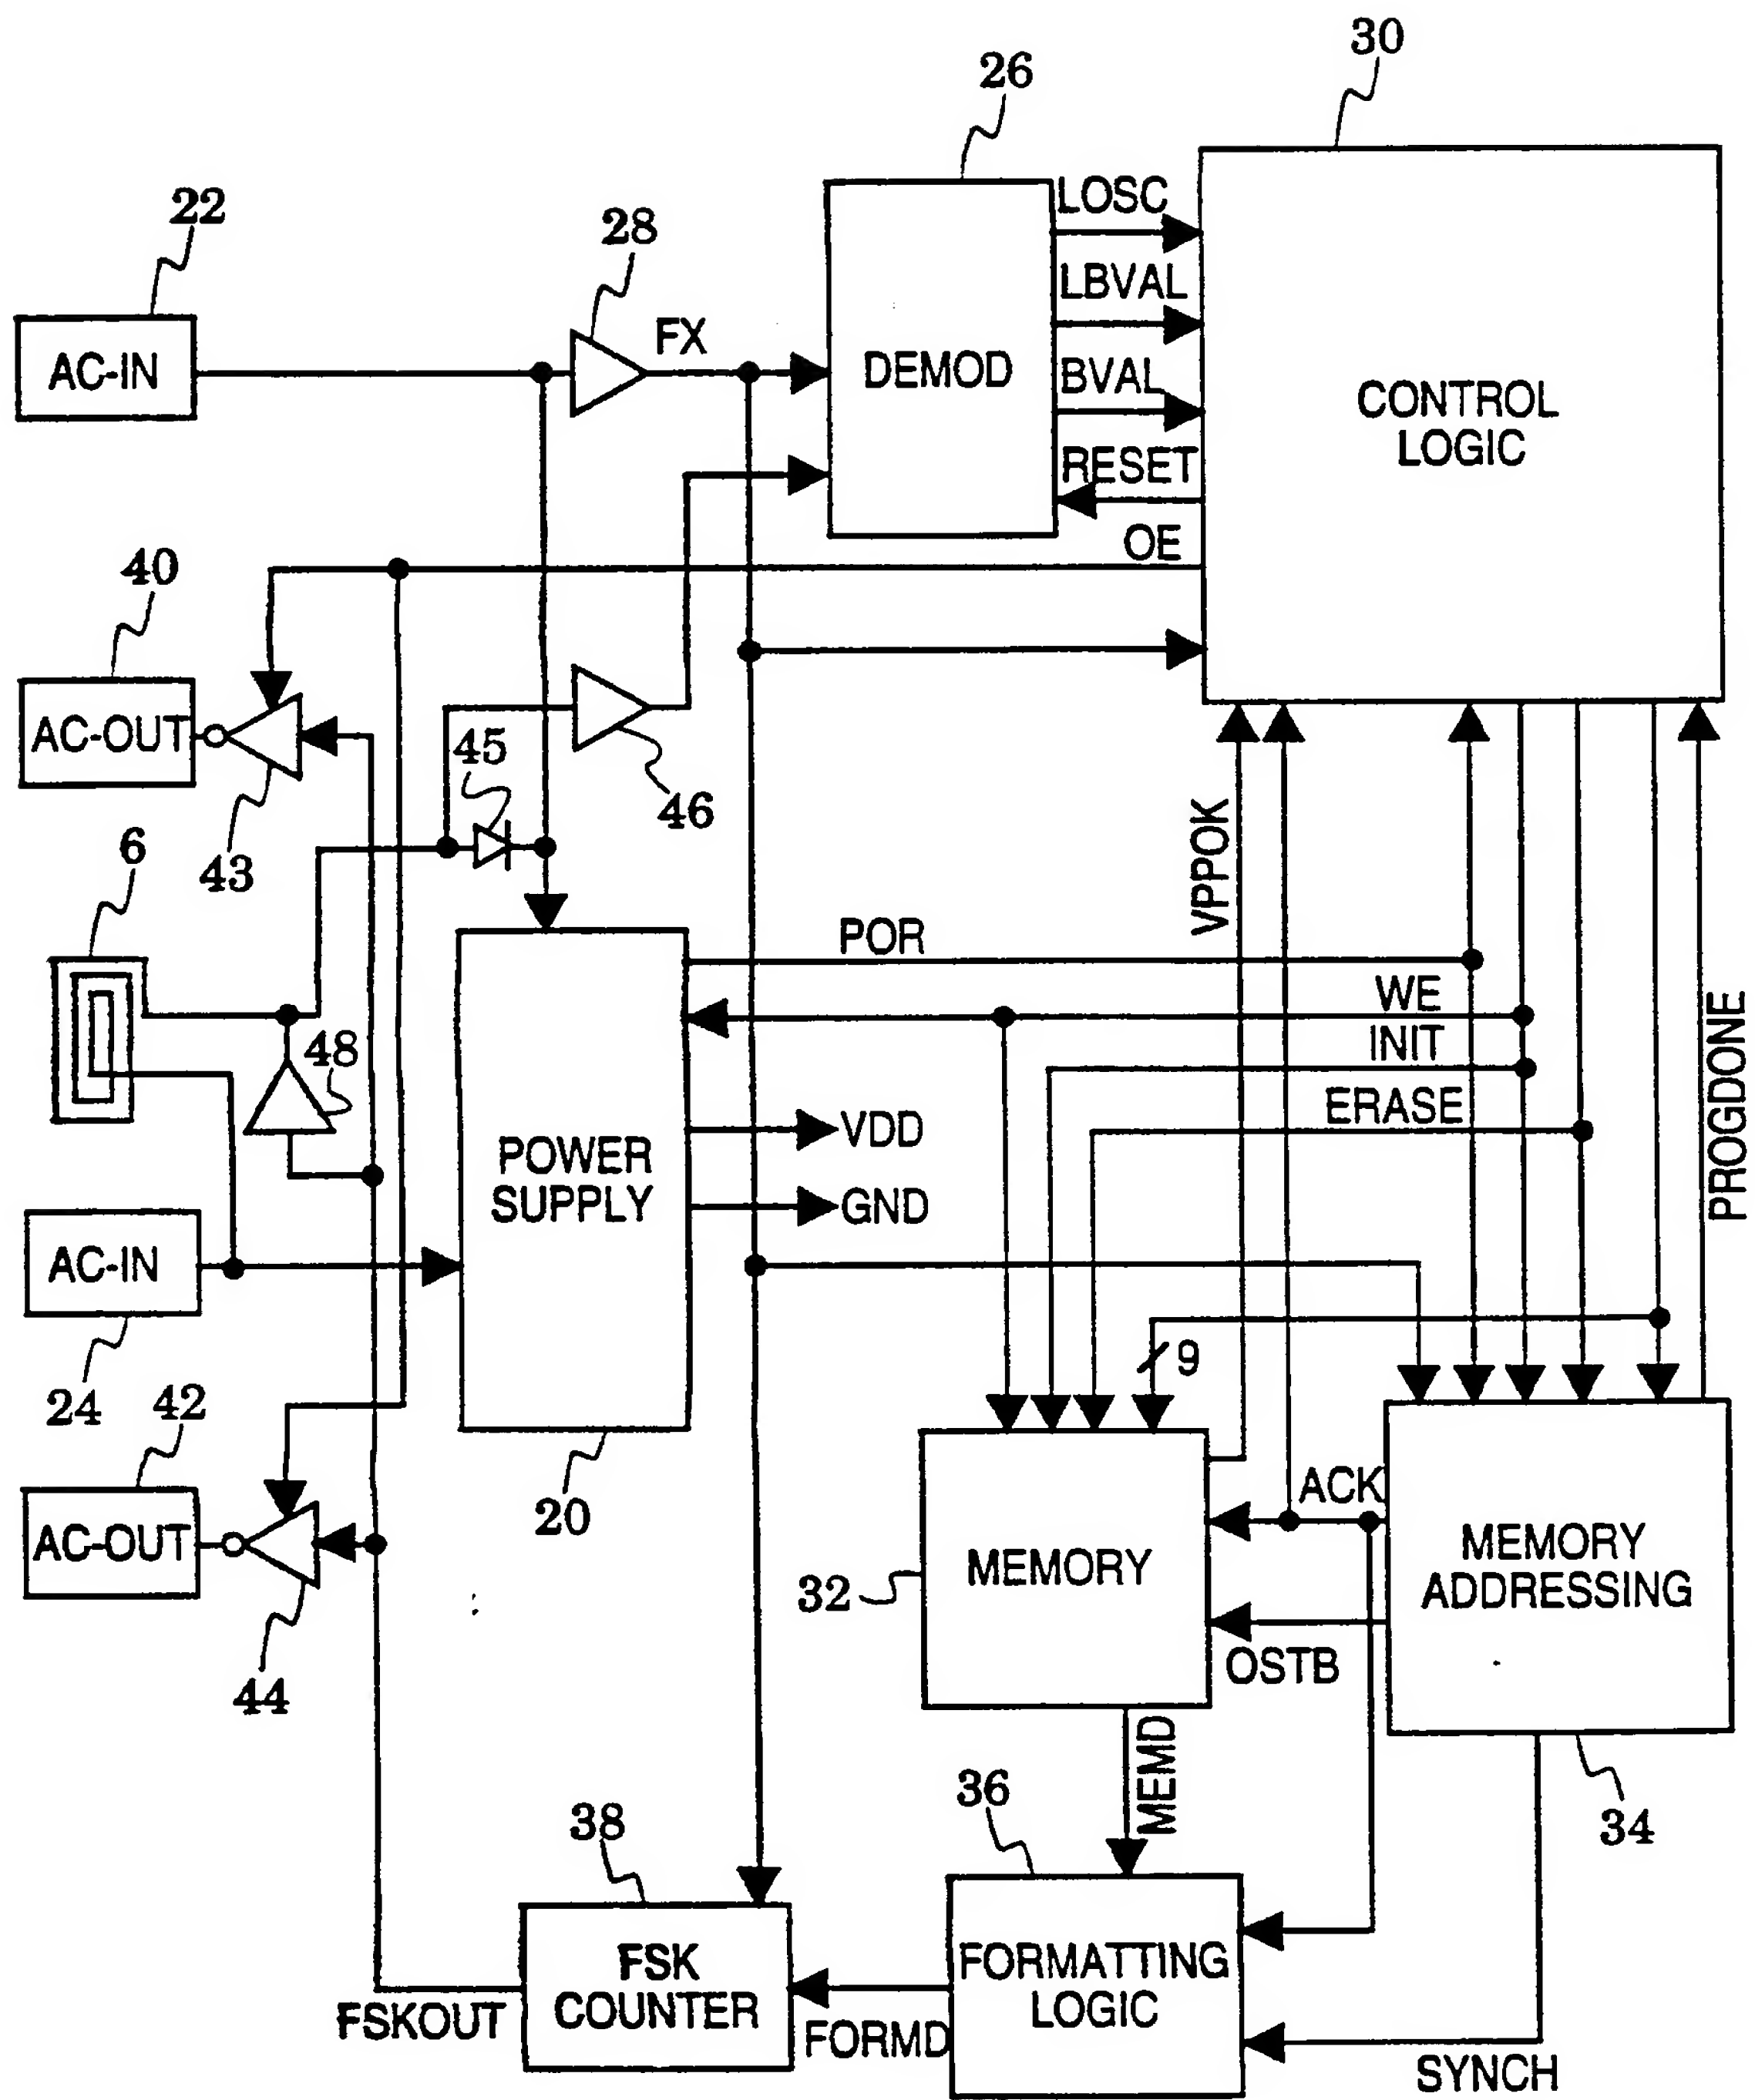 30
26
22
28
LOSC
LBVAL
FX
AC-IN
DEMOD
BVAL
CONTROL
LOGIC
RESET
OE
40
AC-OUT
45
46
43
6
VPPOK
POR
WE
INIT
48
ERASE
PROGDONE
VDD
POWER
SUPPLY
GND
AC-IN
9
24
42
20
ACK
AC-OUT
MEMORY
32
MEMORY
ADDRESSING
OSTB
44
MEMD
36
34
38
FSK
COUNTER
FORMATTING
LOGIC
FSKOUT
FORMD
SYNCH